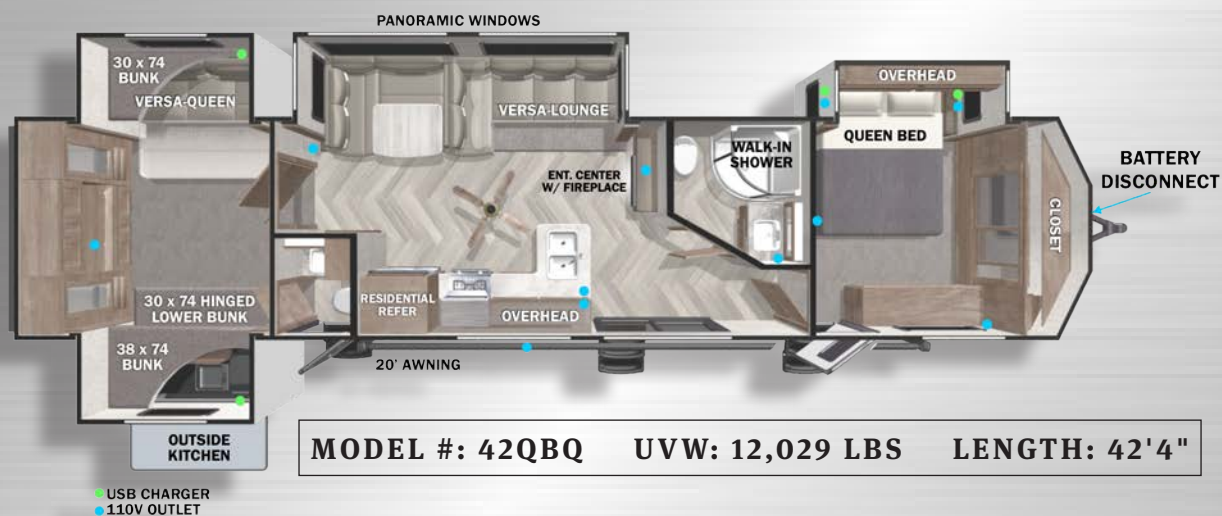 PANORAMIC WINDOWS
30 x 74
BUNK
VERSA-QUEEN
VERSA-LOUNGE
ENT. CENTER
W/ FIREPLACE
WALK-IN
SHOWER
OVERHEAD
QUEEN BED
CLOSET
BATTERY
DISCONNECT
30 x 74 HINGED
LOWER BUNK
38 x 74
BUNK
RESIDENTIAL
REFER
OVERHEAD
20' AWNING
OUTSIDE
KITCHEN
MODEL #: 42QBQ UVW: 12,029 LBS LENGTH: 42'4"
USB CHARGER
110V OUTLET